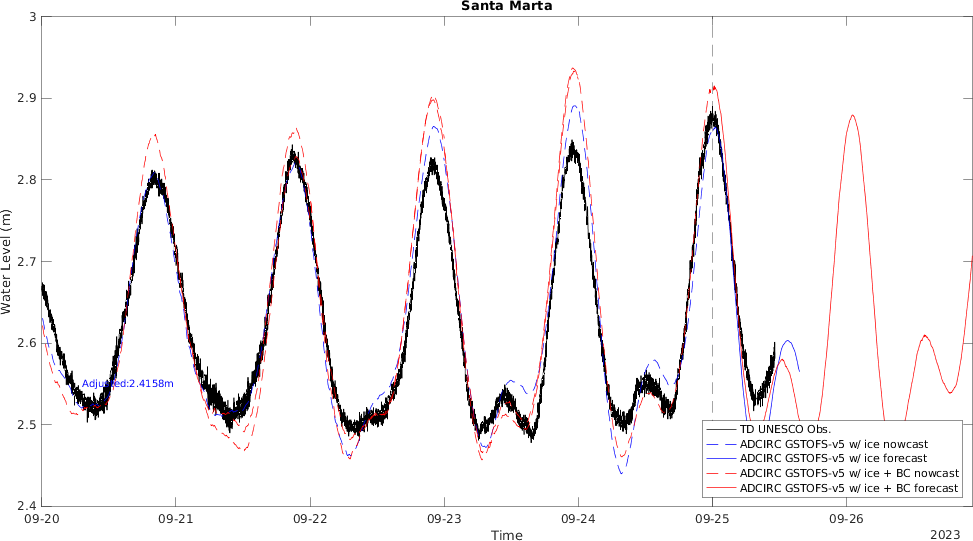 Santa Marta
3
2.9
2.8
2.7
2.6
2.5
2.4
Water Level (m)
Adjusted:2.4158m
TD UNESCO Obs.
ADCIRC GSTOFS-v5 w/ ice nowcast
ADCIRC GSTOFS-v5 w/ ice forecast
ADCIRC GSTOFS-v5 w/ ice + BC nowcast
ADCIRC GSTOFS-v5 w/ ice + BC forecast
09-20 09-21 09-22 09-23 09-24 09-25 09-26
Time
2023